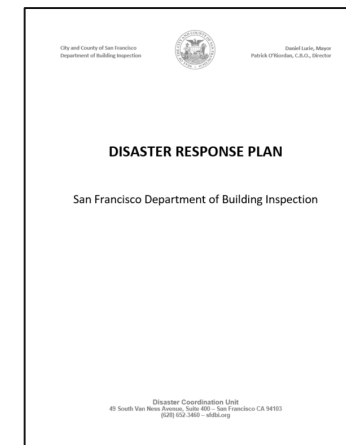 City and County of San Francisco
Department of Building Inspection
Daniel Lurie, Mayor
Patrick O'Riordan, C.B.O., Director
DISASTER RESPONSE PLAN
San Francisco Department of Building Inspection
Disaster Coordination Unit
49 South Van Ness Avenue, Suite 400 – San Francisco CA 94103
(628) 652-3460 – sfdbi.org